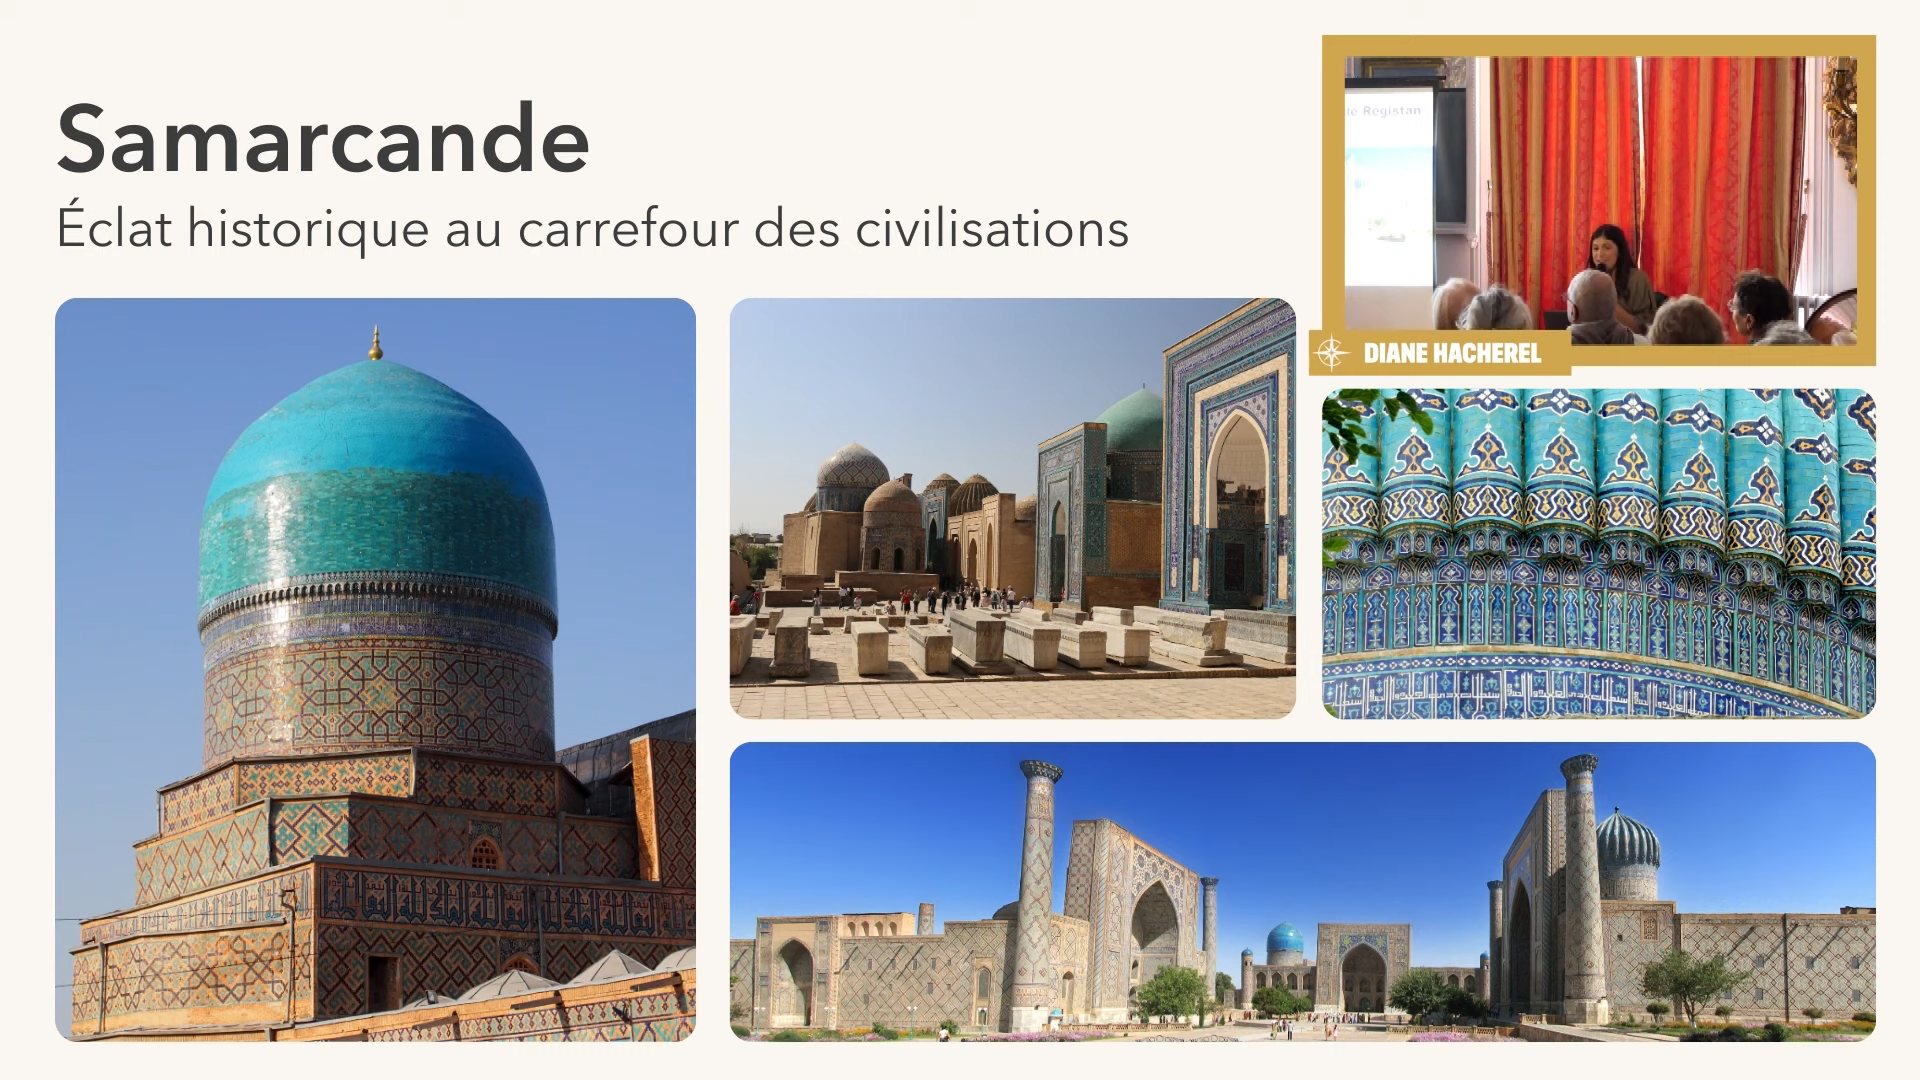 Samarcande
Éclat historique au carrefour des civilisations
le Registan
DIANE HACHEREL